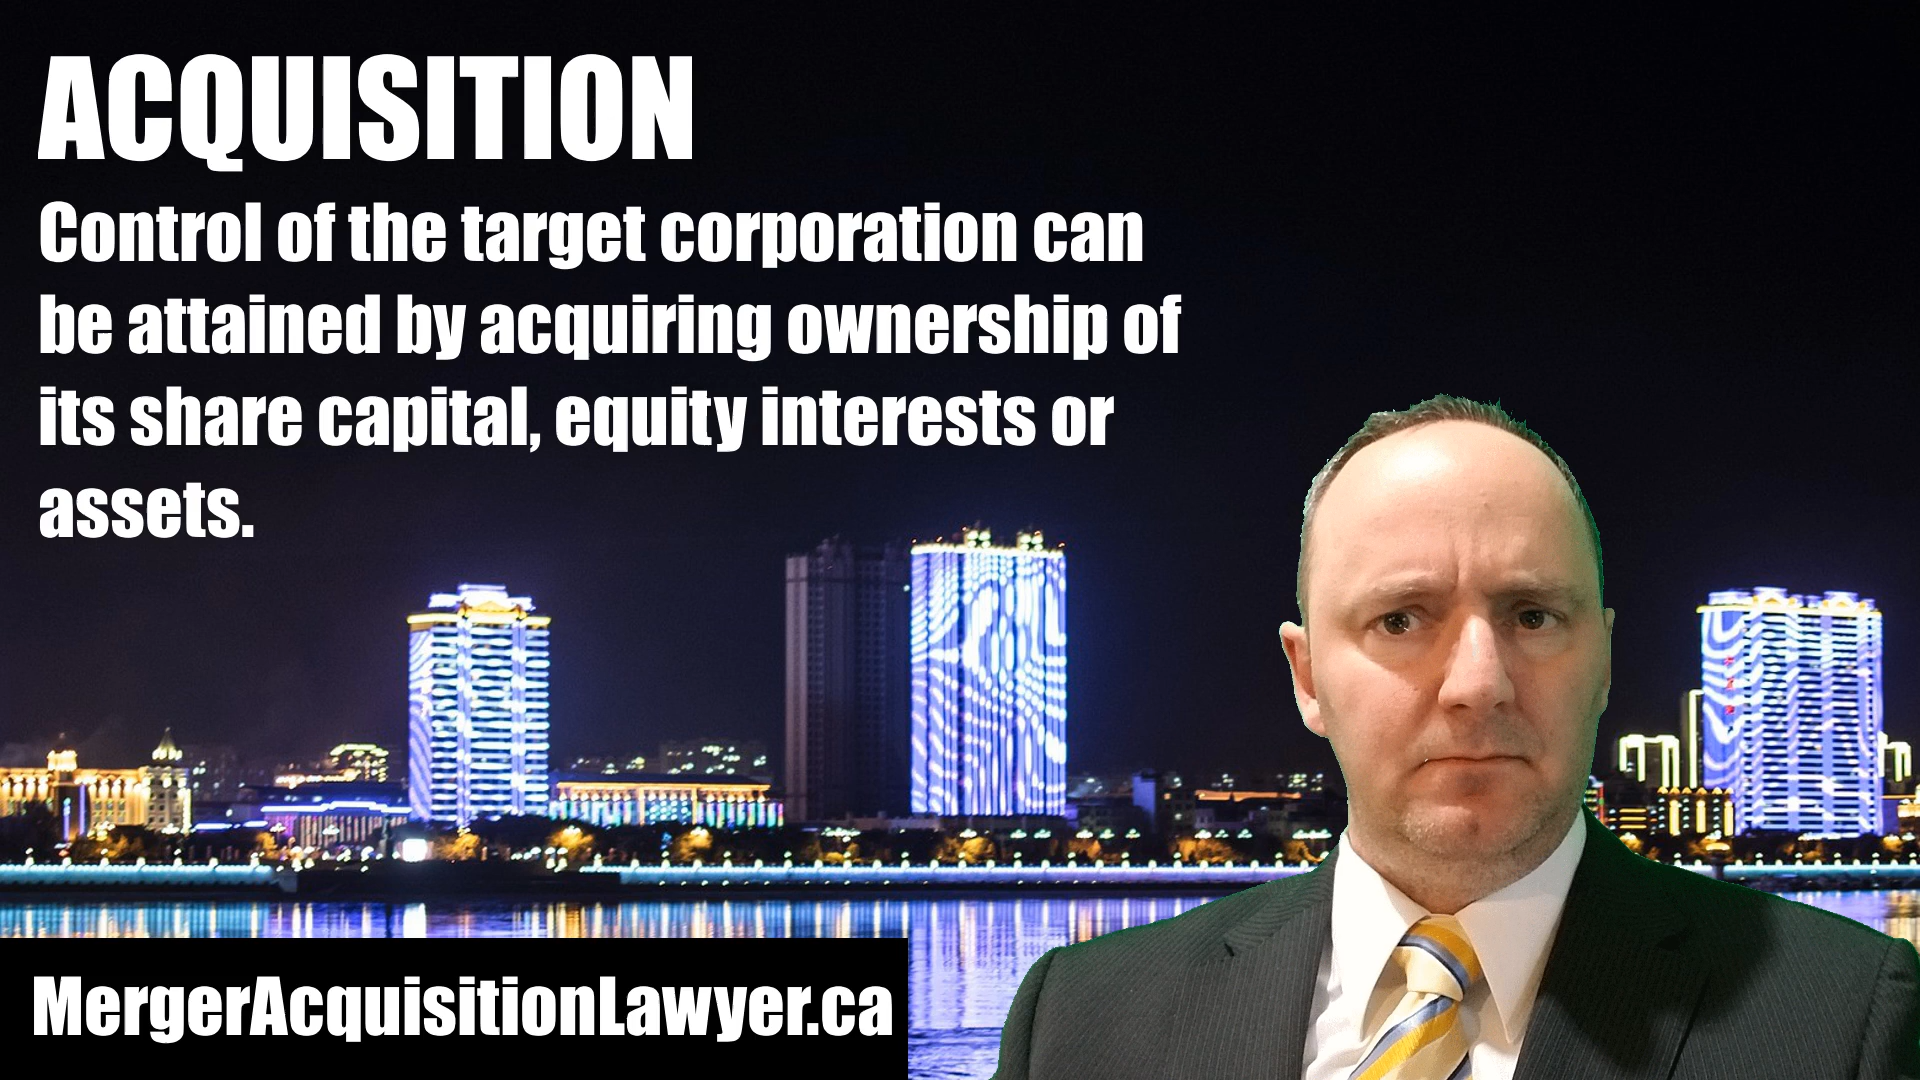 ACQUISITION
Control of the target corporation can
be attained by acquiring ownership of
its share capital, equity interests or
assets.
MergerAcquisitionLawyer.ca